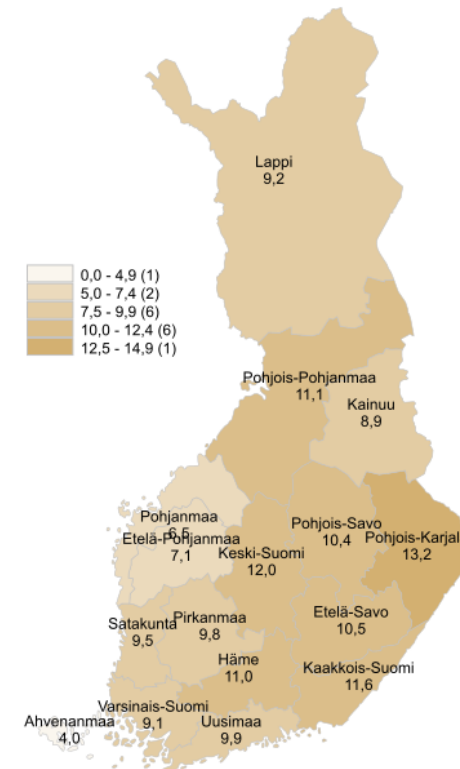 Lappi
9,2
0,0 - 4,9 (1)
5,0 - 7,4 (2)
7,5 - 9,9 (6)
10,0 - 12,4 (6)
12,5 - 14,9 (1)
Pohjois-Pohjanmaa
11,1
Kainuu
8,9
Pohjanmaa
6,5
Etelä-Pohjanmaa
7,1
Keski-Suomi
12,0
Pohjois-Savo
10,4
Pohjois-Karjal
13,2
Satakunta
9,5
Pirkanmaa
9,8
Etelä-Savo
10,5
Häme
11,0
Kaakkois-Suomi
11,6
Varsinais-Suomi
9,1
Ahvenanmaa
4,0
Uusimaa
9,9